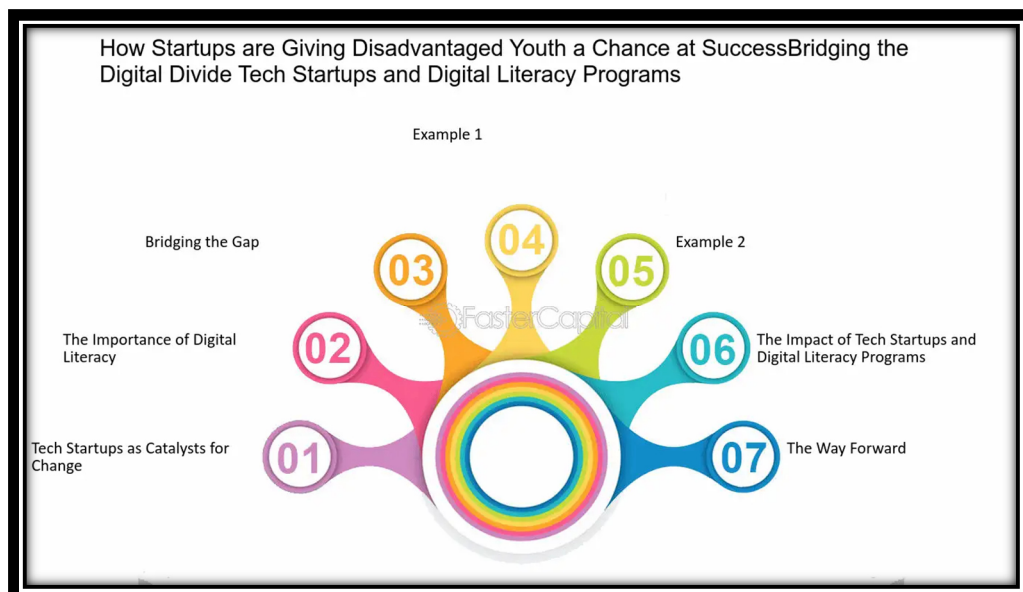 How Startups are Giving Disadvantaged Youth a Chance at SuccessBridging the
Digital Divide Tech Startups and Digital Literacy Programs
Example 1
04
Bridging the Gap
03
05
Example 2
FasterCapital
The Importance of Digital
Literacy
02
06
The Impact of Tech Startups and
Digital Literacy Programs
Tech Startups as Catalysts for
Change
01
07
The Way Forward